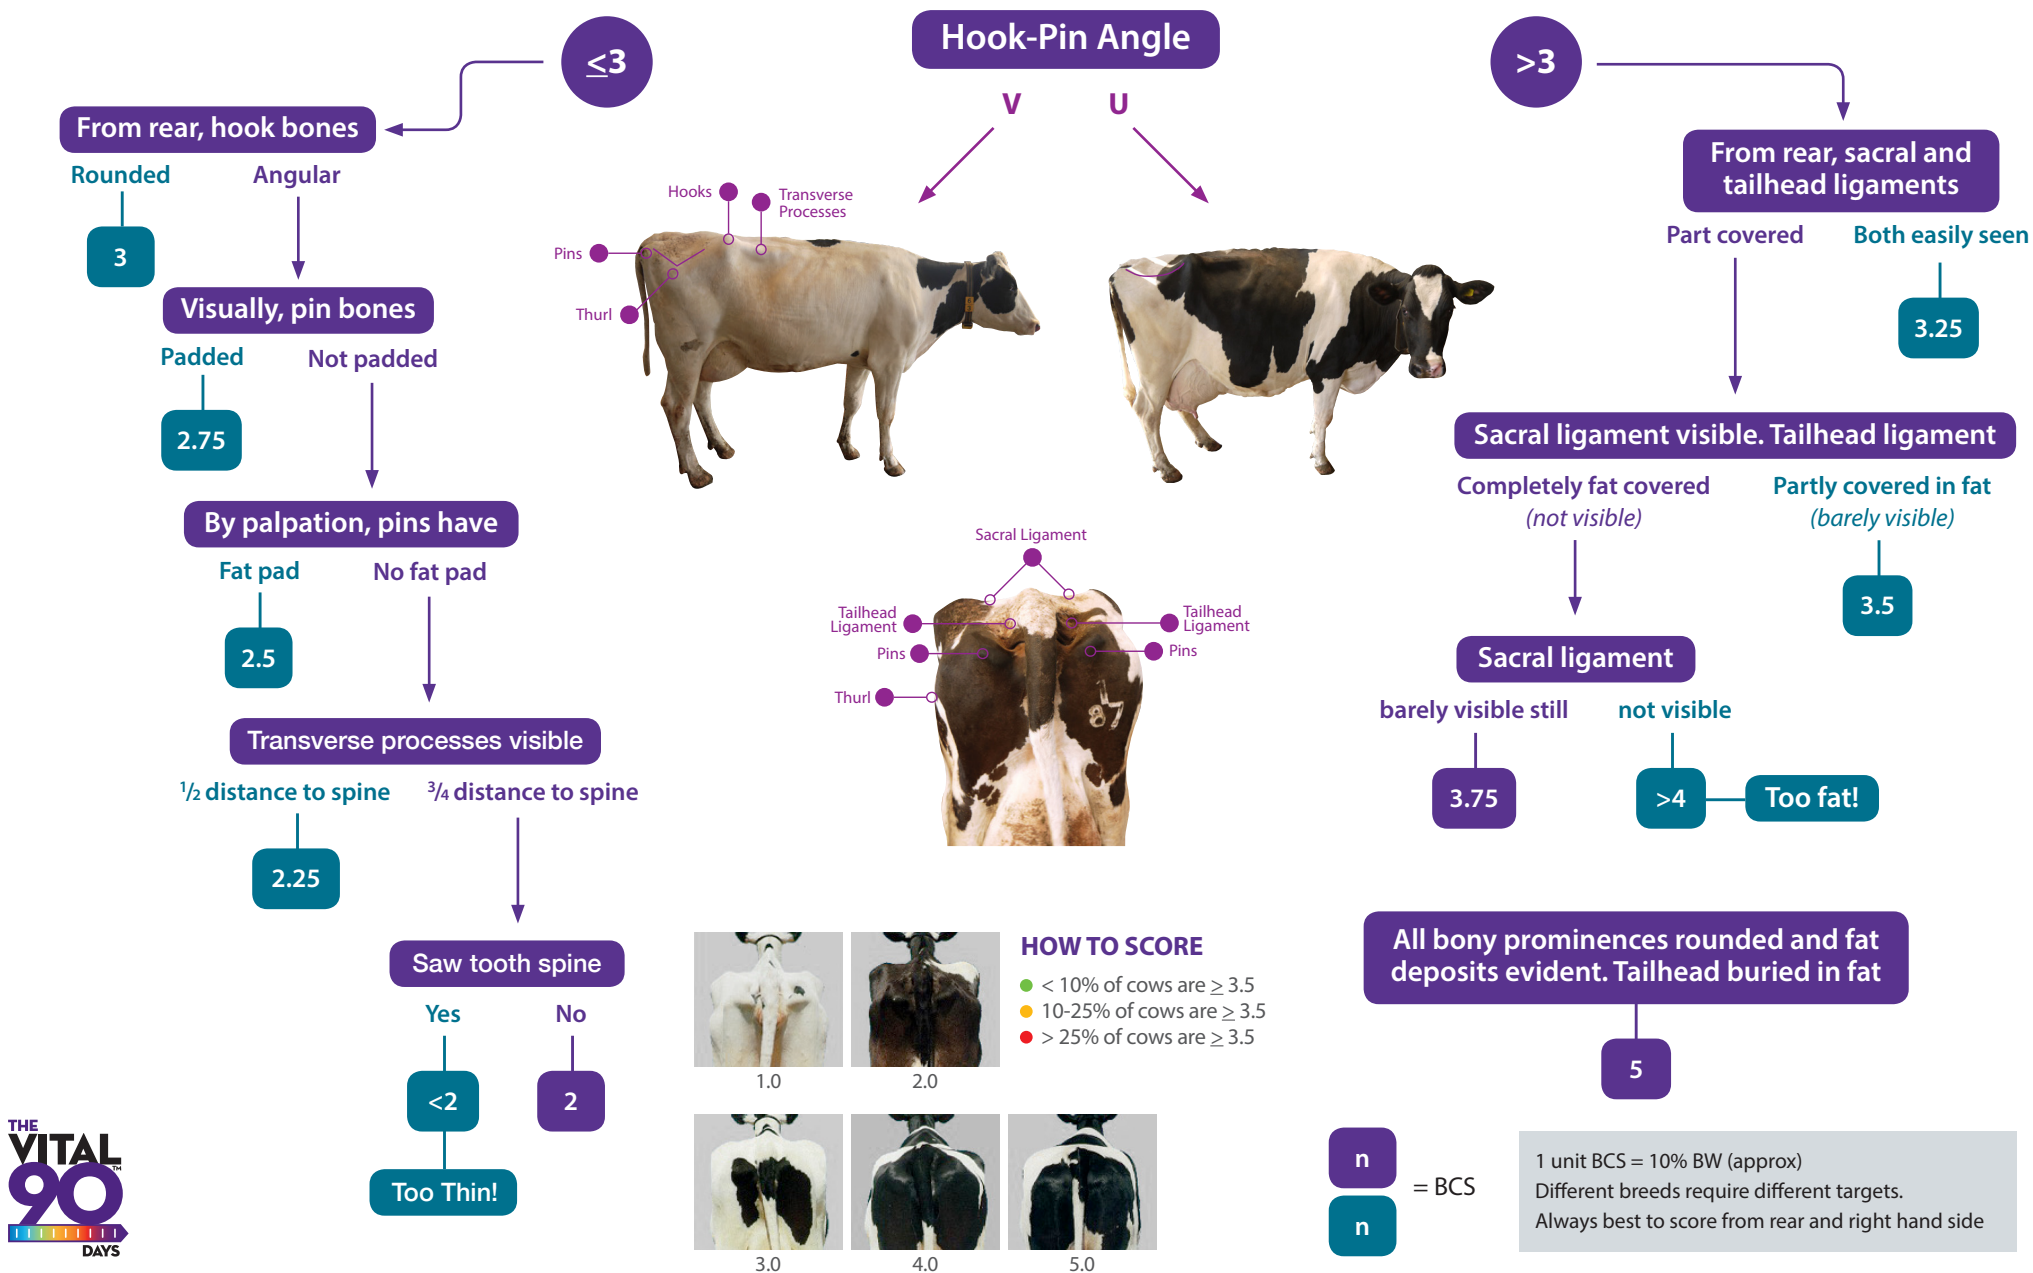 Hook-Pin Angle
V
U
≤3
From rear, hook bones
Rounded
Angular
3
Visually, pin bones
Padded
Not padded
2.75
By palpation, pins have
Fat pad
No fat pad
2.5
Transverse processes visible
1/2 distance to spine
3/4 distance to spine
2.25
Saw tooth spine
Yes
No
<2
2
Too Thin!
Hooks
Transverse
Processes
Pins
Thurl
Sacral Ligament
Tailhead
Ligament
Tailhead
Ligament
Pins
Pins
Thurl
87
>3
From rear, sacral and
tailhead ligaments
Part covered
Both easily seen
3.25
Sacral ligament visible. Tailhead ligament
Completely fat covered
(not visible)
Partly covered in fat
(barely visible)
3.5
Sacral ligament
barely visible still
not visible
3.75
>4
Too fat!
All bony prominences rounded and fat
deposits evident. Tailhead buried in fat
5
HOW TO SCORE
< 10% of cows are ≥ 3.5
10-25% of cows are ≥ 3.5
> 25% of cows are ≥ 3.5
1.0
2.0
3.0
4.0
5.0
n
n
= BCS
1 unit BCS = 10% BW (approx)
Different breeds require different targets.
Always best to score from rear and right hand side
THE
VITAL
90™
DAYS